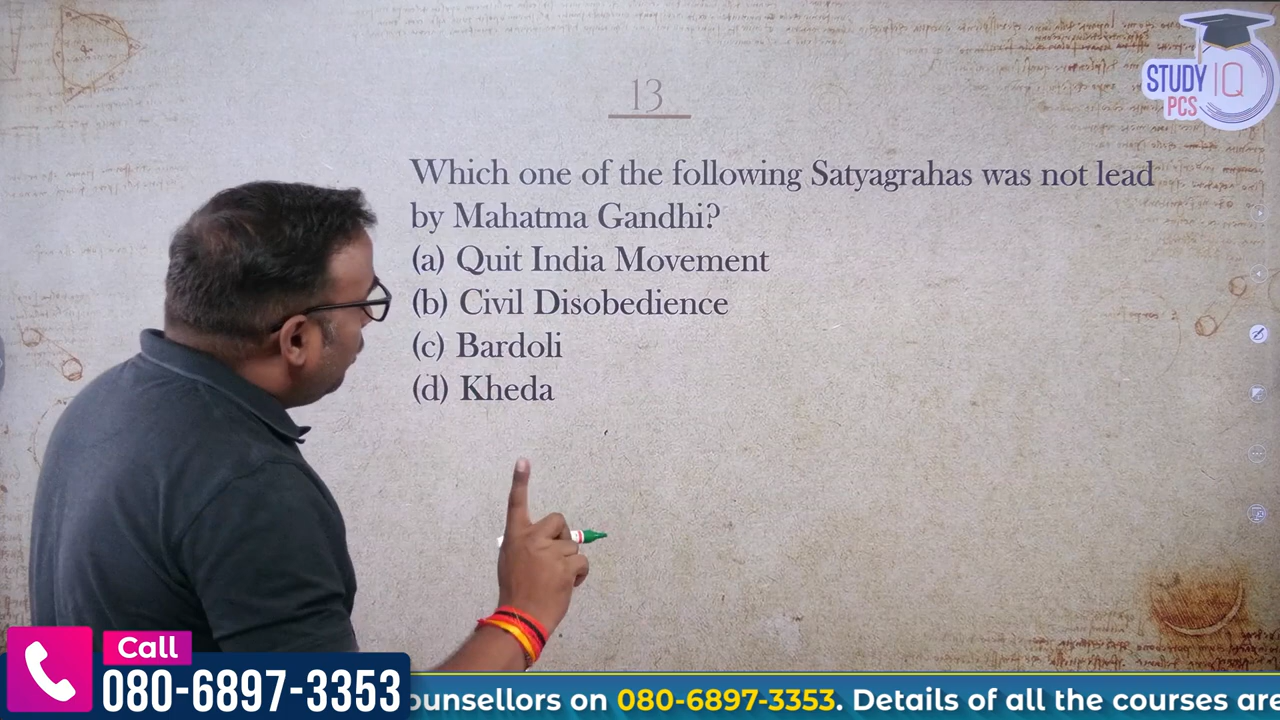 STUDY IQ
PCS
13
Which one of the following Satyagrahas was not lead
by Mahatma Gandhi?
(a) Quit India Movement
(b) Civil Disobedience
(c) Bardoli
(d) Kheda
Call
080-6897-3353
ounsellors on 080-6897-3353. Details of all the courses are